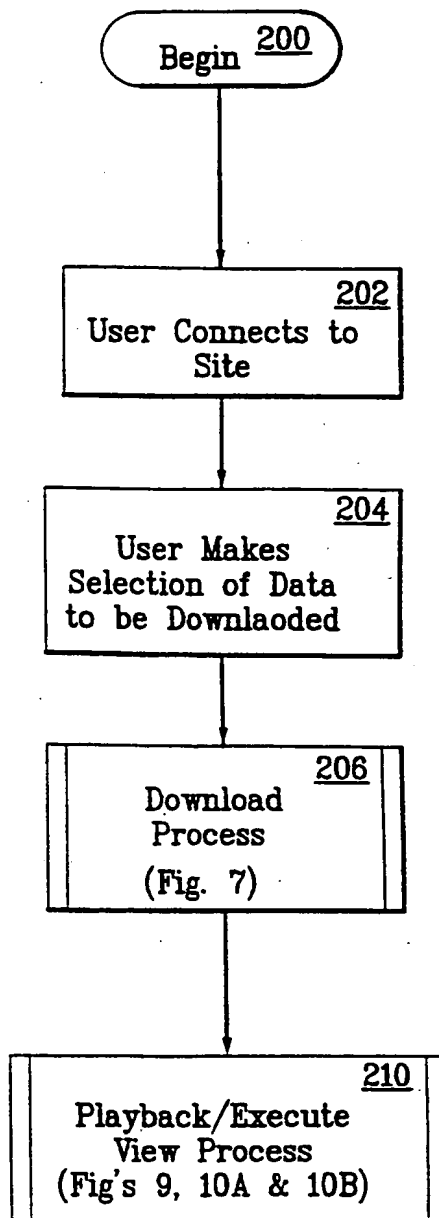 Begin 200
202
User Connects to
Site
204
User Makes
Selection of Data
to be Downlaoded
206
Download
Process
(Fig. 7)
210
Playback/Execute
View Process
(Fig's 9, 10A & 10B)